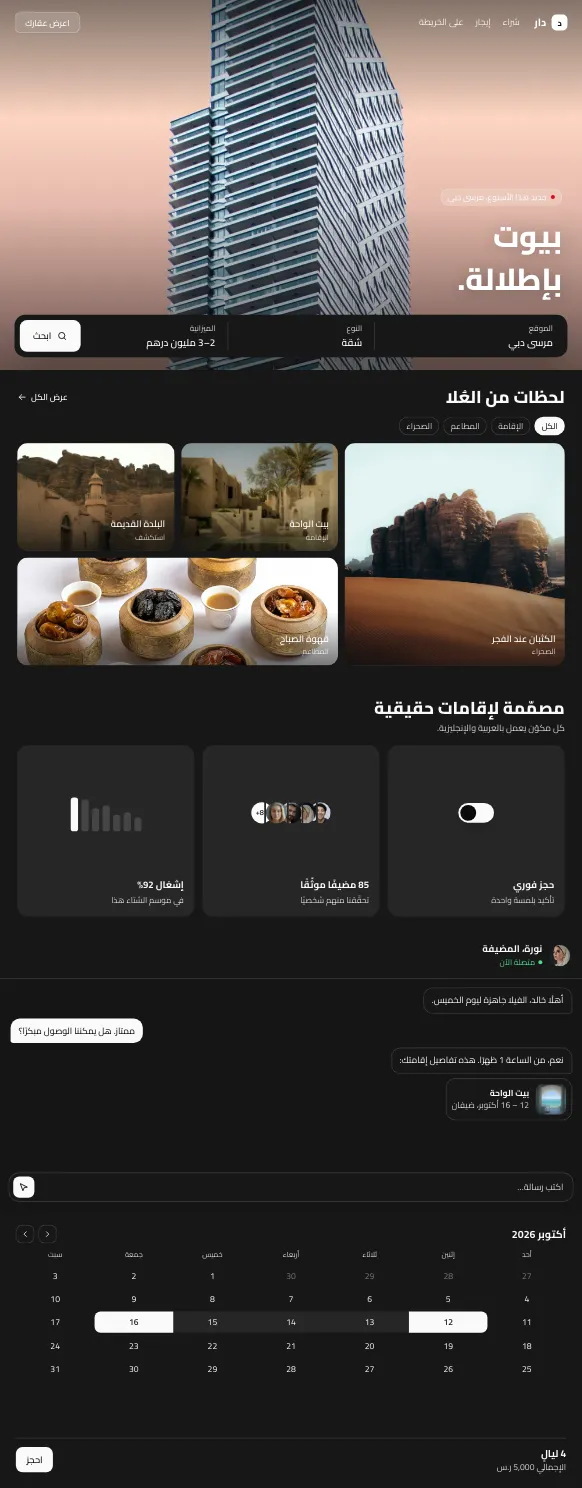 د دار شراء إيجار على الخريطة اعرض عقارك
جديد هذا الأسبوع، مرسى دبي
بيوت
بإطلالة.
الموقع النوع الميزانية
مرسى دبي شقة 2–3 مليون درهم ابحث
لحظات من العُلا عرض الكل
الكل الإقامة المطاعم الصحراء
بيت الواحة البلدة القديمة
الإقامة استكشف
الكثبان عند الفجر قهوة الصباح
الصحراء المطاعم
مصمّمة لإقامات حقيقية
كل مكوّن يعمل بالعربية والإنجليزية.
+8
حجز فوري 85 مضيفًا موثّقًا إشغال 92%
تأكيد بلمسة واحدة تحقّقنا منهم شخصيًا في موسم الشتاء هذا
نورة، المضيفة
متصلة الآن
أهلًا خالد، الفيلا جاهزة ليوم الخميس.
ممتاز. هل يمكننا الوصول مبكرًا؟
نعم، من الساعة 1 ظهرًا. هذه تفاصيل إقامتك:
بيت الواحة
12 – 16 أكتوبر، ضيفان
اكتب رسالة...
أكتوبر 2026
أحد إثنين ثلاثاء أربعاء خميس جمعة سبت
27 28 29 30 1 2 3
4 5 6 7 8 9 10
11 12 13 14 15 16 17
18 19 20 21 22 23 24
25 26 27 28 29 30 31
4 ليالٍ
الإجمالي 5,000 ر.س احجز